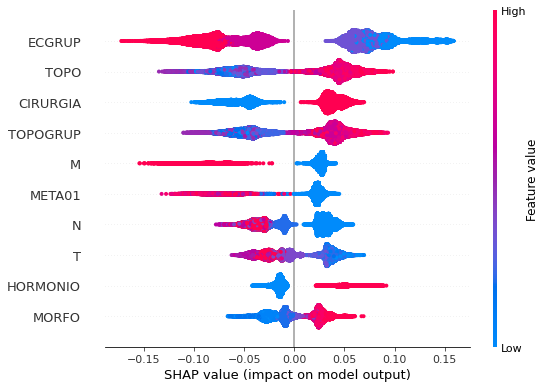 High
ECGRUP
TOPO
CIRURGIA
TOPOGRUP
M
META01
N
T
HORMONIO
MORFO
Feature value
Low
−0.15 −0.10 −0.05 0.00 0.05 0.10 0.15
SHAP value (impact on model output)